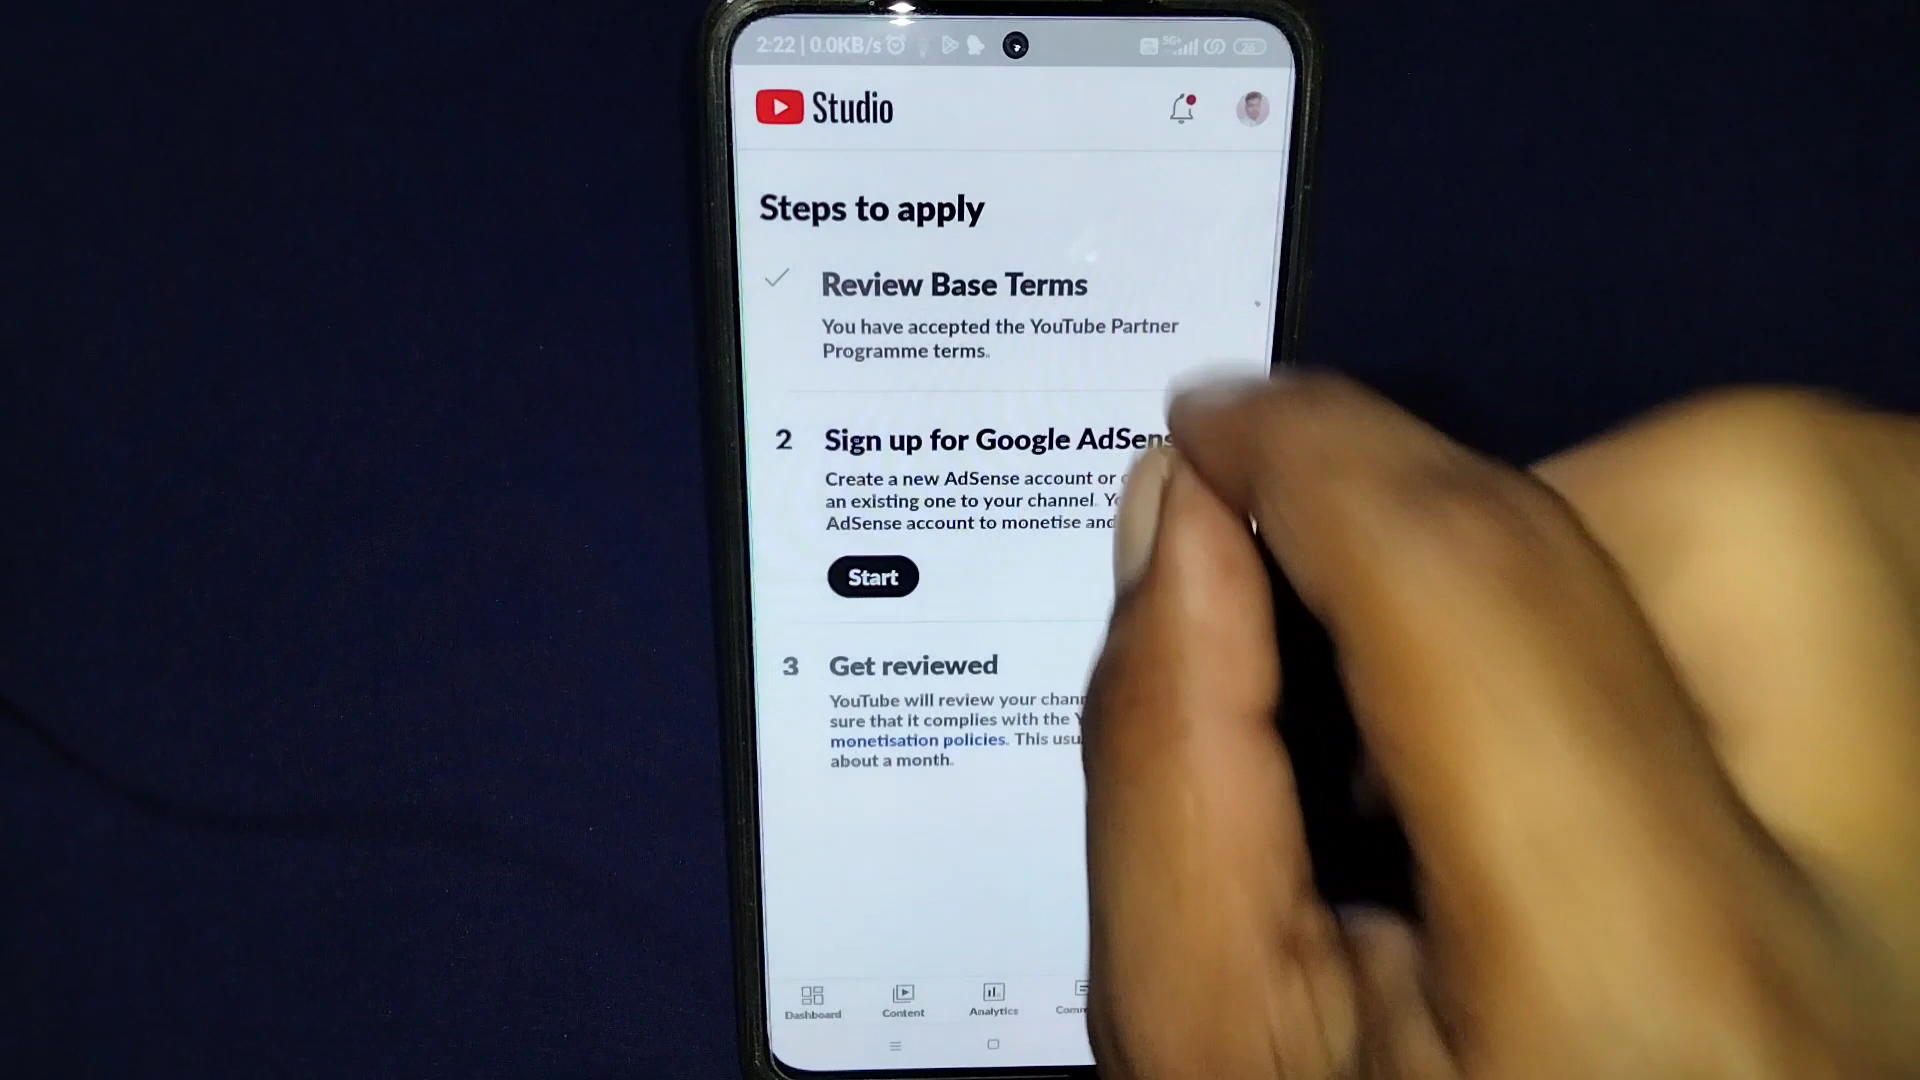 2:22 | 0.0KB/s
5G+
26
Studio
Steps to apply
Review Base Terms
You have accepted the YouTube Partner
Programme terms.
2 Sign up for Google AdSens
Create a new AdSense account or
an existing one to your channel.
AdSense account to monetise and
Start
3 Get reviewed
YouTube will review your chann
sure that it complies with the Y
monetisation policies. This usu
about a month.
Dashboard Content Analytics Comm